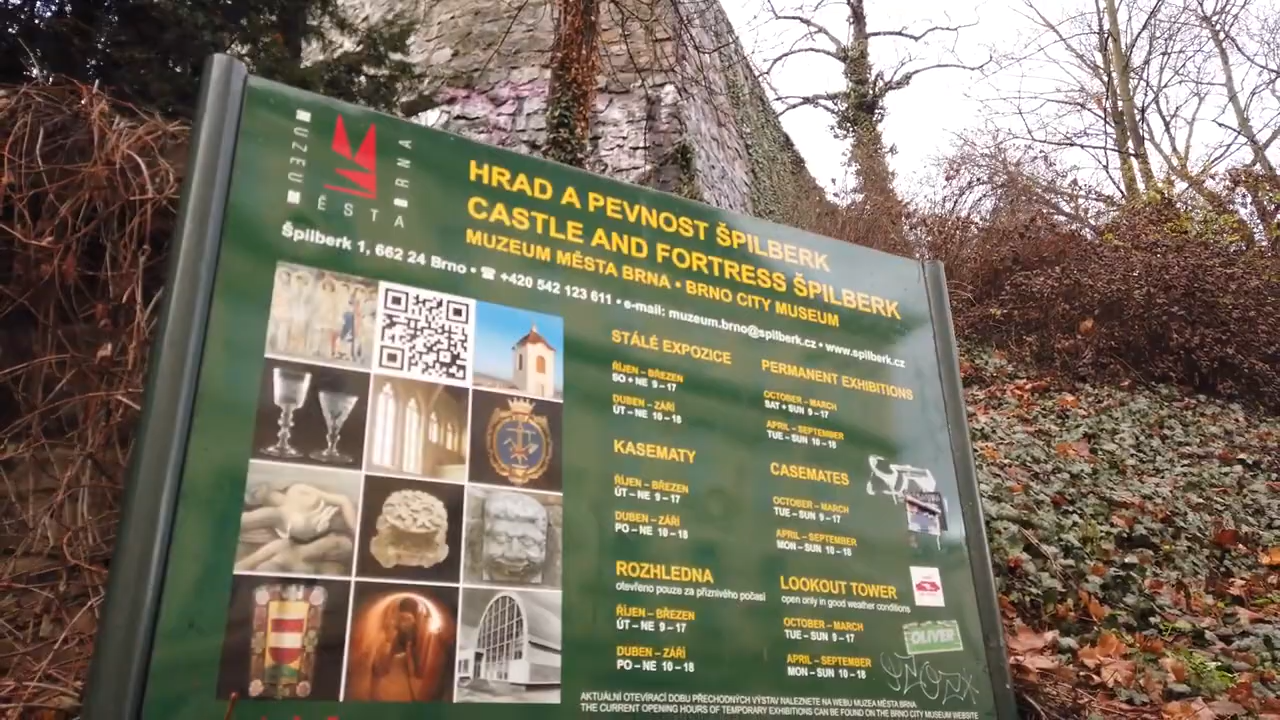 MUZEUM
MĚSTA
BRNA
HRAD A PEVNOST ŠPILBERK
CASTLE AND FORTRESS ŠPILBERK
MUZEUM MĚSTA BRNA • BRNO CITY MUSEUM
Špilberk 1, 662 24 Brno • ☎ +420 542 123 611 • e-mail: muzeum.brno@spilberk.cz • www.spilberk.cz
STÁLÉ EXPOZICE
ŘÍJEN – BŘEZEN
SO + NE 9 – 17
DUBEN – ZÁŘÍ
ÚT – NE 10 – 18
PERMANENT EXHIBITIONS
OCTOBER – MARCH
SAT + SUN 9 – 17
APRIL – SEPTEMBER
TUE – SUN 10 – 18
KASEMATY
ŘÍJEN – BŘEZEN
ÚT – NE 9 – 17
DUBEN – ZÁŘÍ
PO – NE 10 – 18
CASEMATES
OCTOBER – MARCH
TUE – SUN 9 – 17
APRIL – SEPTEMBER
MON – SUN 10 – 18
ROZHLEDNA
otevřeno pouze za příznivého počasí
ŘÍJEN – BŘEZEN
ÚT – NE 9 – 17
DUBEN – ZÁŘÍ
PO – NE 10 – 18
LOOKOUT TOWER
open only in good weather conditions
OCTOBER – MARCH
TUE – SUN 9 – 17
APRIL – SEPTEMBER
MON – SUN 10 – 18
OLIVER
AKTUÁLNÍ OTEVÍRACÍ DOBU PŘECHODNÝCH VÝSTAV NALEZNETE NA WEBU MUZEA MĚSTA BRNA
THE CURRENT OPENING HOURS OF TEMPORARY EXHIBITIONS CAN BE FOUND ON THE BRNO CITY MUSEUM WEBSITE